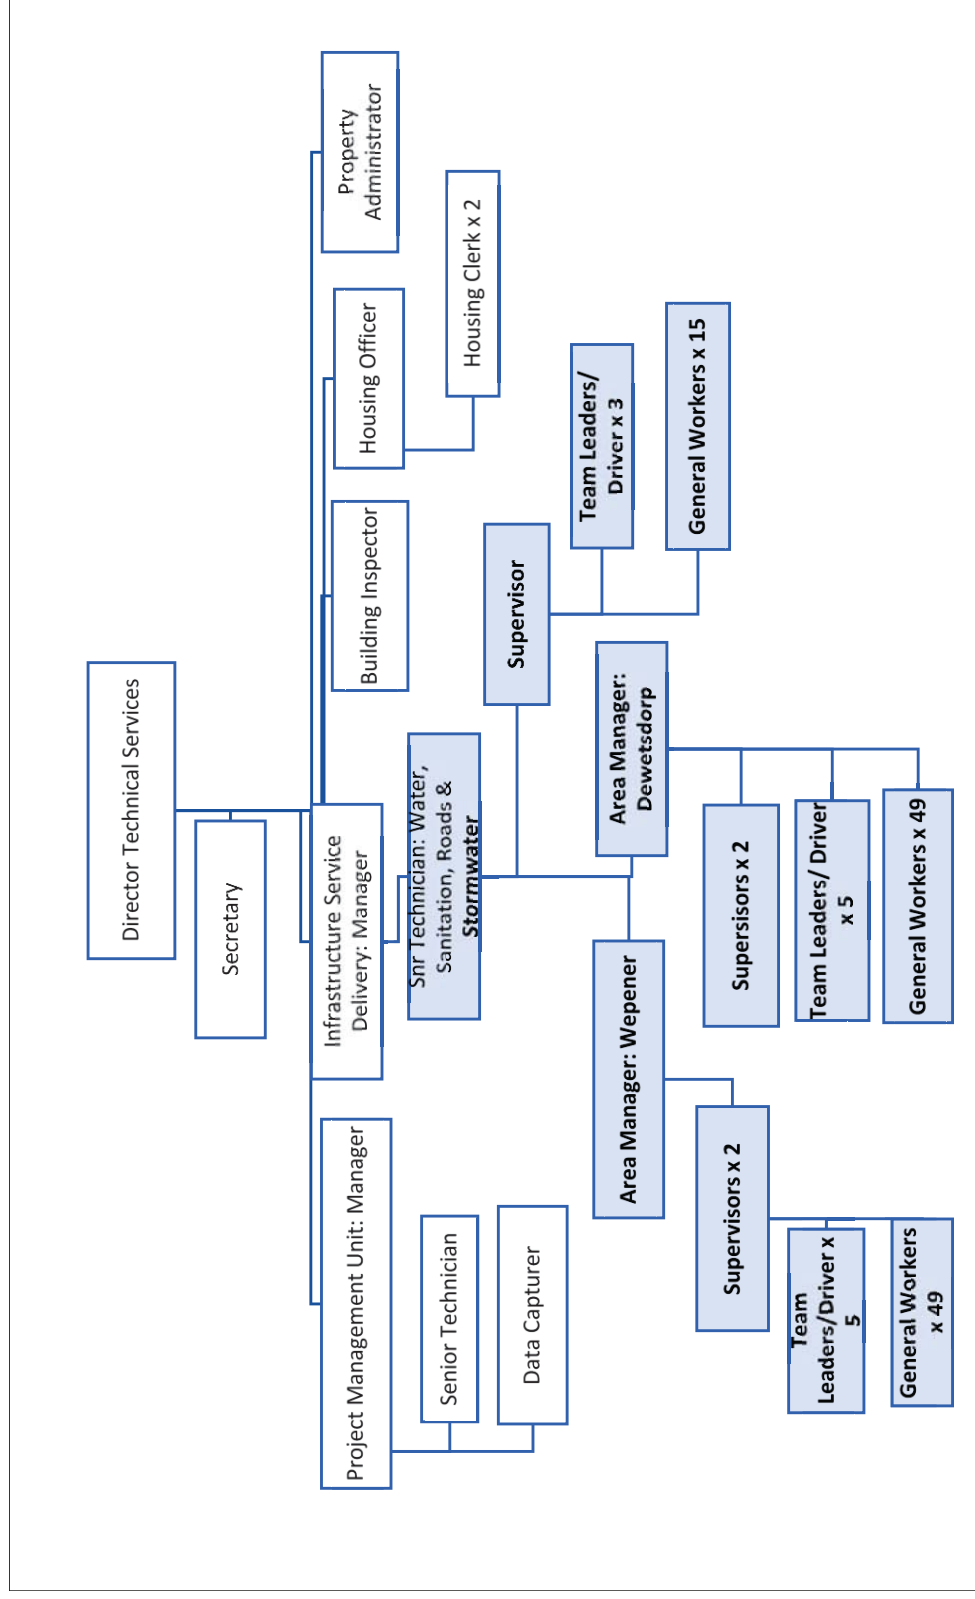 Director Technical Services
Secretary
Project Management Unit: Manager
Infrastructure Service
Delivery: Manager
Building Inspector
Housing Officer
Property
Administrator
Senior Technician
Data Capturer
Snr Technician: Water,
Sanitation, Roads &
Stormwater
Housing Clerk x 2
Supervisor
Team Leaders/
Driver x 3
General Workers x 15
Area Manager: Wepener
Area Manager:
Dewetsdorp
Supervisors x 2
Team
Leaders/Driver x
5
General Workers
x 49
Supersisors x 2
Team Leaders/ Driver
x 5
General Workers x 49